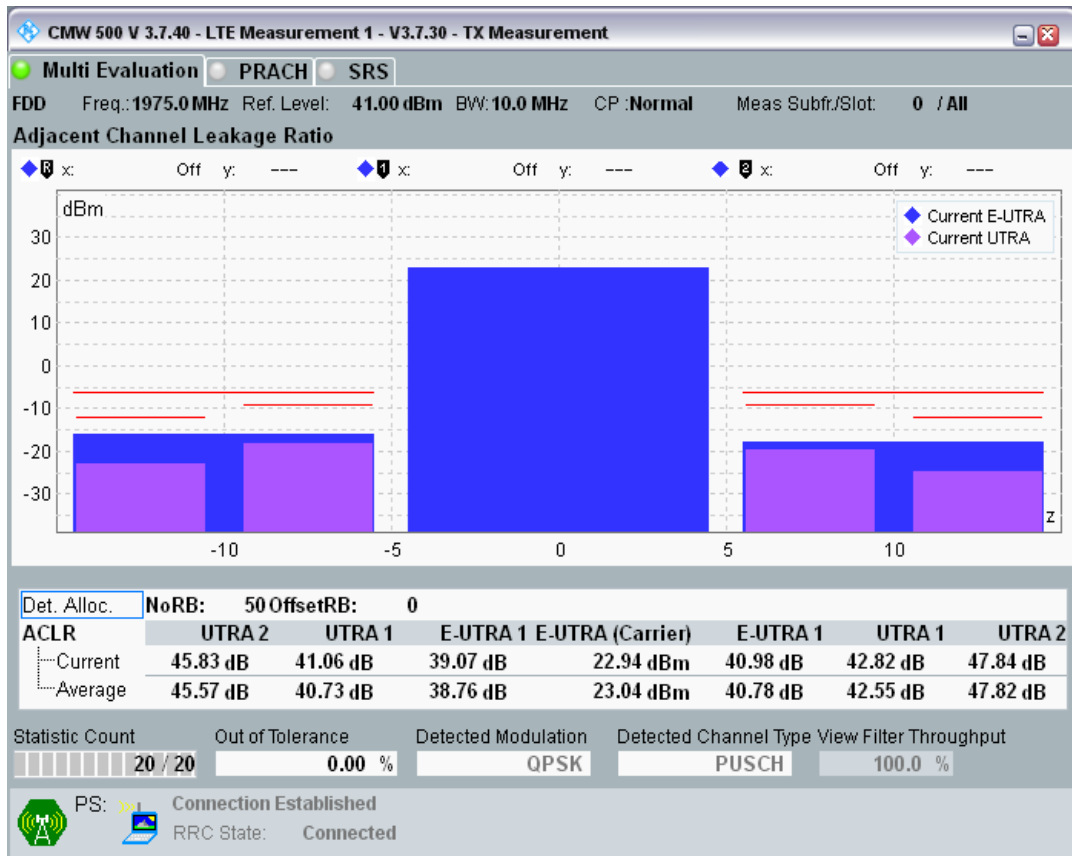 CMW 500 V 3.7.40 - LTE Measurement 1 - V3.7.30 - TX Measurement
Multi Evaluation PRACH SRS
FDD Freq.: 1975.0 MHz Ref. Level: 41.00 dBm BW: 10.0 MHz CP :Normal Meas Subfr./Slot: 0 / All
Adjacent Channel Leakage Ratio
R x: Off y: --- 1 x: Off y: --- 2 x: Off y: ---
dBm
Current E-UTRA
Current UTRA
30
20
10
0
-10
-20
-30
z
-10 -5 0 5 10
Det. Alloc. NoRB: 50 OffsetRB: 0
ACLR UTRA 2 UTRA 1 E-UTRA 1 E-UTRA (Carrier) E-UTRA 1 UTRA 1 UTRA 2
Current 45.83 dB 41.06 dB 39.07 dB 22.94 dBm 40.98 dB 42.82 dB 47.84 dB
Average 45.57 dB 40.73 dB 38.76 dB 23.04 dBm 40.78 dB 42.55 dB 47.82 dB
Statistic Count Out of Tolerance Detected Modulation Detected Channel Type View Filter Throughput
20 / 20 0.00 % QPSK PUSCH 100.0 %
PS: Connection Established
RRC State: Connected